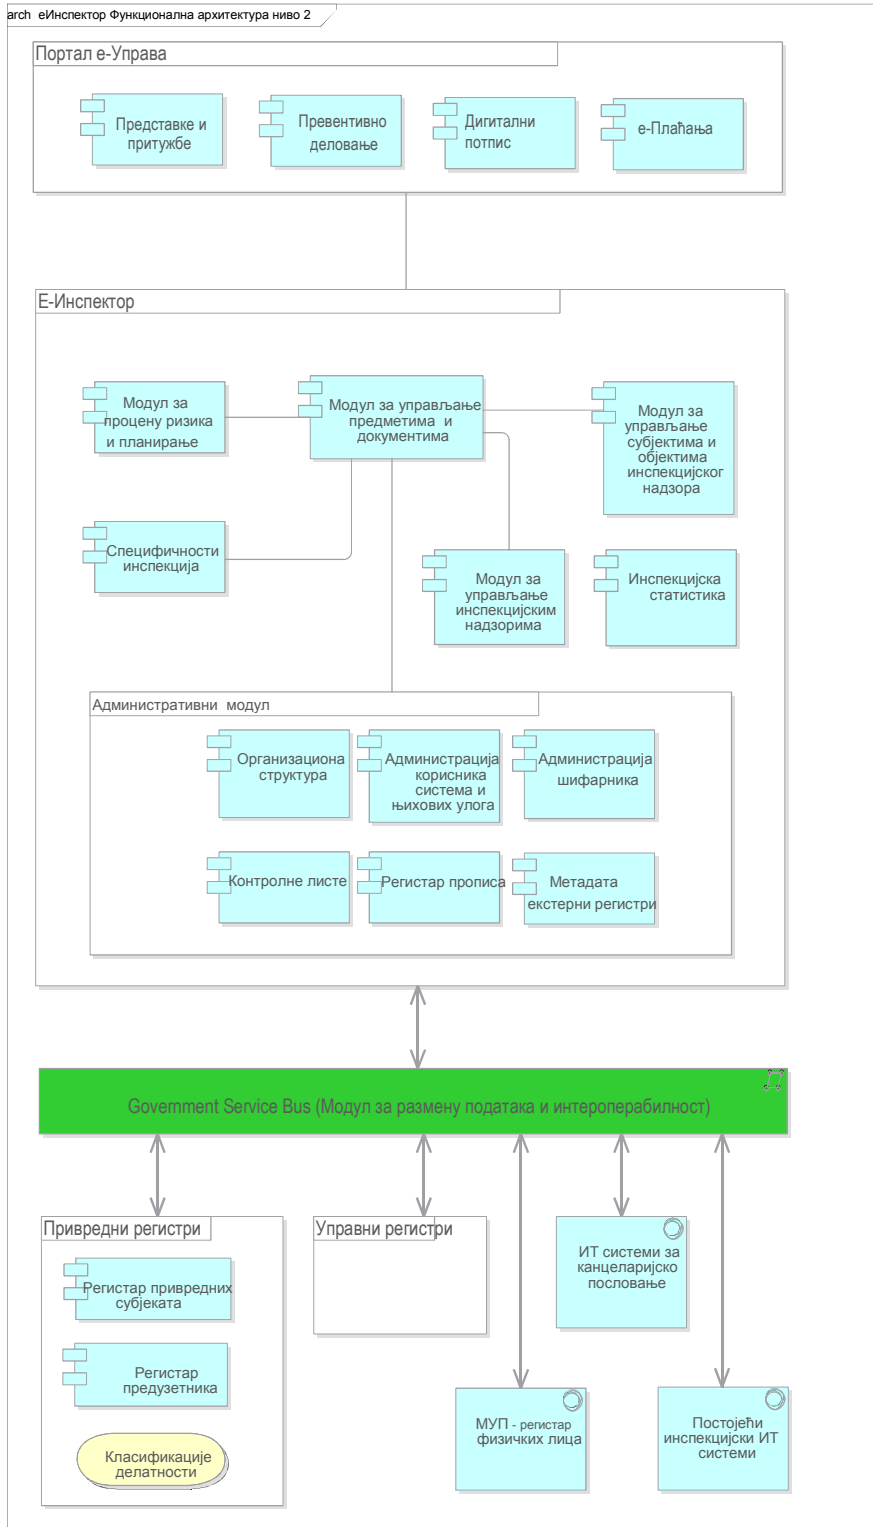 arch еИнспектор Функционална архитектура ниво 2
Портал е-Управа
Представке и
притужбе
Превентивно
деловање
Дигитални
потпис
е-Плаћања
Е-Инспектор
Модул за
процену ризика
и планирање
Модул за управљање
предметима и
документима
Модул за
управљање
субјектима и
објектима
инспекцијског
надзора
Специфичности
инспекција
Модул за
управљање
инспекцијским
надзорима
Инспекцијска
статистика
Административни модул
Организациона
структура
Администрација
корисника
система и
њихових улога
Администрација
шифарника
Контролне листе
Регистар прописа
Метадата
екстерни регистри
Government Service Bus (Модул за размену података и интероперабилност)
Привредни регистри
Регистар привредних
субјеката
Регистар
предузетника
Класификације
делатности
Управни регистри
ИТ системи за
канцеларијско
пословање
МУП - регистар
физичких лица
Постојећи
инспекцијски ИТ
системи